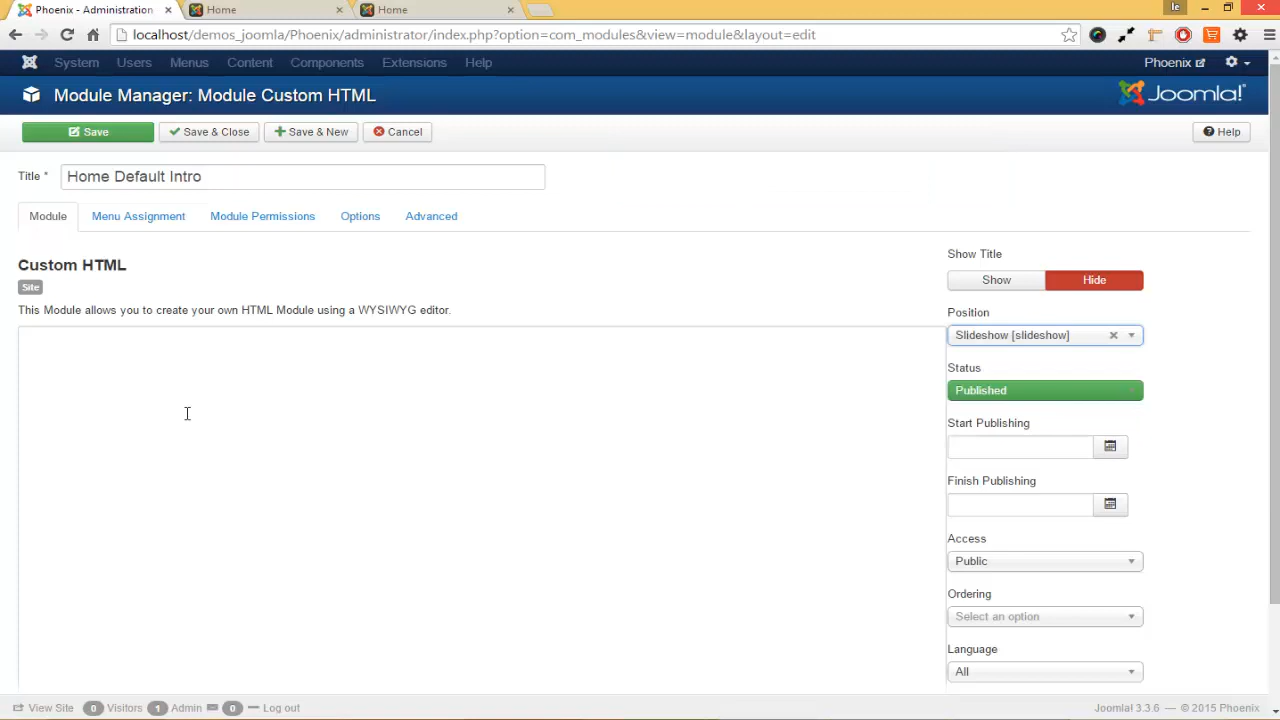 Phoenix - Administration
Home
Home
le
localhost/demos_joomla/Phoenix/administrator/index.php?option=com_modules&view=module&layout=edit
System Users Menus Content Components Extensions Help
Phoenix
Module Manager: Module Custom HTML
Joomla!
Save
Save & Close
Save & New
Cancel
Help
Title * Home Default Intro
Module Menu Assignment Module Permissions Options Advanced
Custom HTML
Site
This Module allows you to create your own HTML Module using a WYSIWYG editor.
Show Title
Show Hide
Position
Slideshow [slideshow]
Status
Published
Start Publishing
Finish Publishing
Access
Public
Ordering
Select an option
Language
All
View Site 0 Visitors 1 Admin 0 Log out
Joomla! 3.3.6 — © 2015 Phoenix